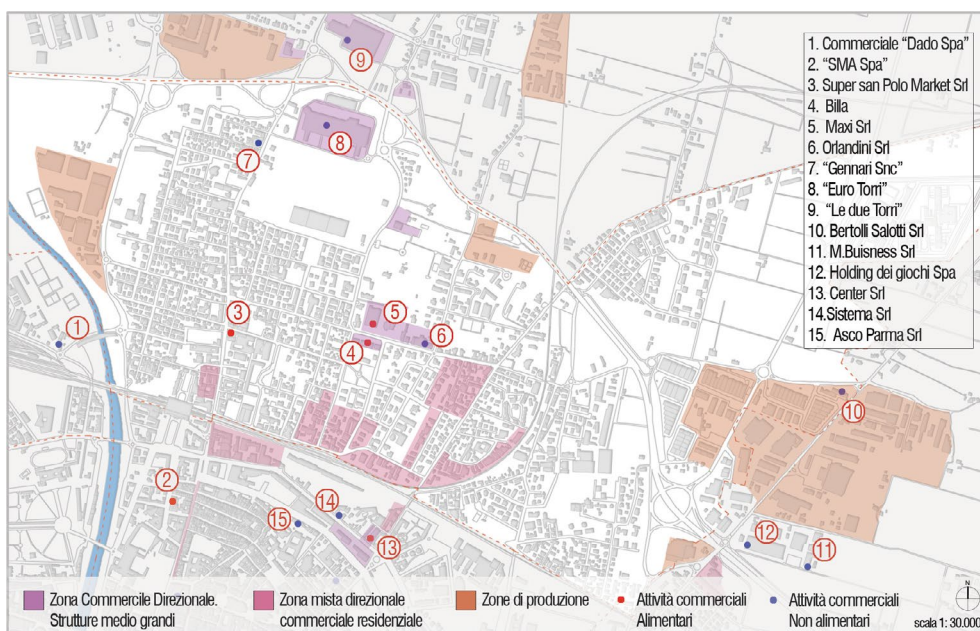 1. Commerciale “Dado Spa”
2. “SMA Spa”
3. Super san Polo Market Srl
4. Billa
5. Maxi Srl
6. Orlandini Srl
7. “Gennari Snc”
8. “Euro Torri”
9. “Le due Torri”
10. Bertolli Salotti Srl
11. M.Buisness Srl
12. Holding dei giochi Spa
13. Center Srl
14.Sistema Srl
15. Asco Parma Srl
9
8
7
3
5
1
4
6
10
2
14
15
13
12
11
Zona Commercile Direzionale.
Strutture medio grandi
Zona mista direzionale
commerciale residenziale
Zone di produzione
Attività commerciali
Alimentari
Attività commerciali
Non alimentari
N
scala 1: 30.000